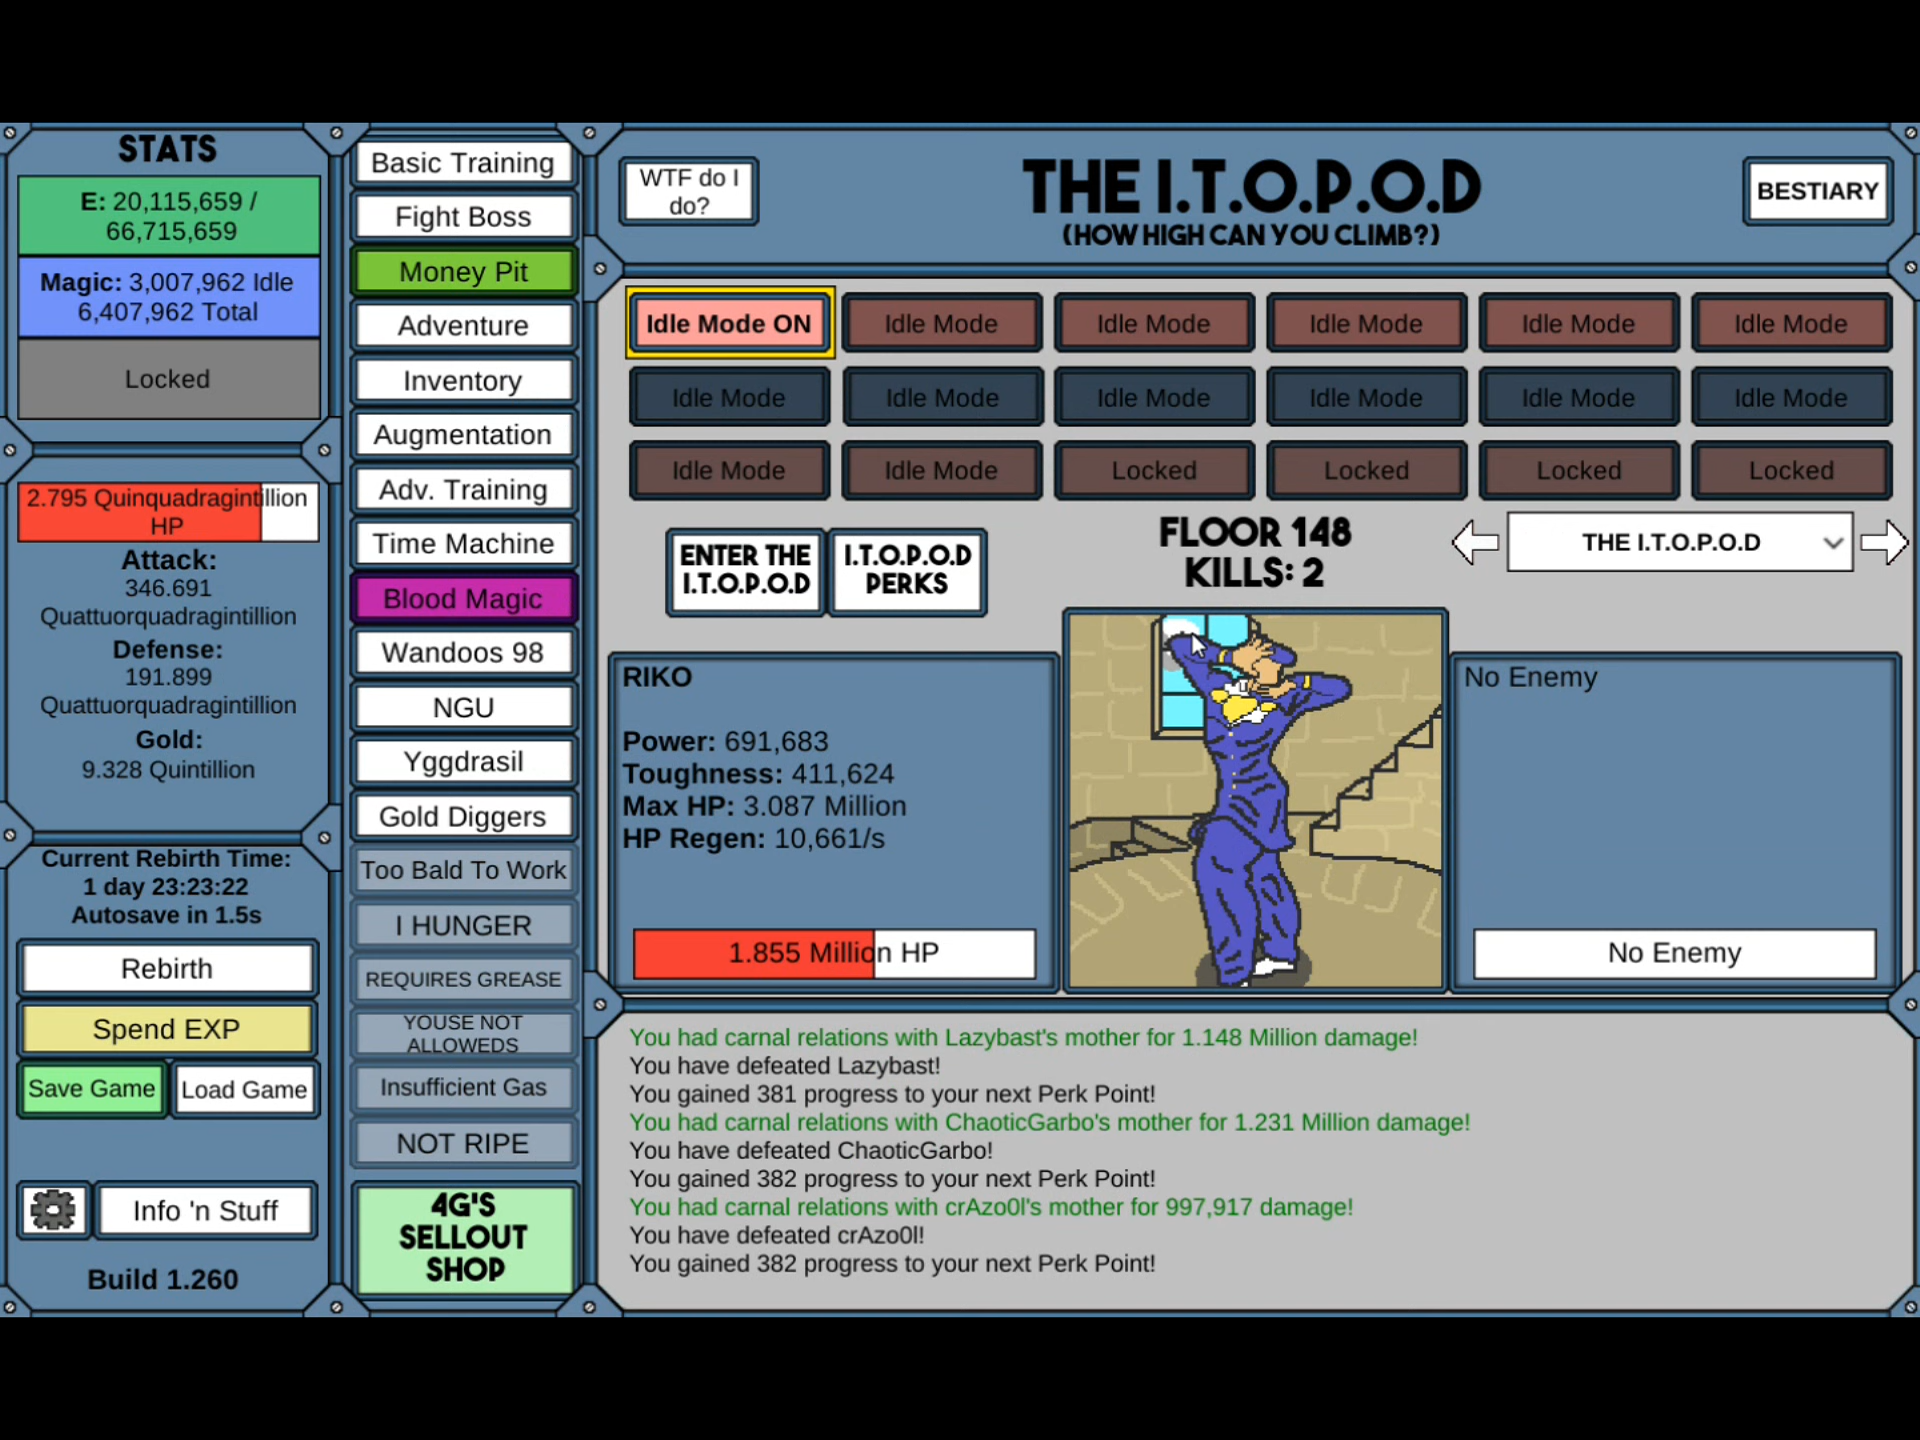 STATS
E: 20,115,659 /
66,715,659
Magic: 3,007,962 Idle
6,407,962 Total
Locked
2.795 Quinquadragintillion
HP
Attack:
346.691
Quattuorquadragintillion
Defense:
191.899
Quattuorquadragintillion
Gold:
9.328 Quintillion
Current Rebirth Time:
1 day 23:23:22
Autosave in 1.5s
Rebirth
Spend EXP
Save Game
Load Game
Info 'n Stuff
Build 1.260
Basic Training
Fight Boss
Money Pit
Adventure
Inventory
Augmentation
Adv. Training
Time Machine
Blood Magic
Wandoos 98
NGU
Yggdrasil
Gold Diggers
Too Bald To Work
I HUNGER
REQUIRES GREASE
YOUSE NOT
ALLOWEDS
Insufficient Gas
NOT RIPE
4G'S
SELLOUT
SHOP
WTF do I
do?
THE I.T.O.P.O.D
(HOW HIGH CAN YOU CLIMB?)
BESTIARY
Idle Mode ON
Idle Mode
Idle Mode
Idle Mode
Idle Mode
Idle Mode
Idle Mode
Idle Mode
Idle Mode
Idle Mode
Idle Mode
Idle Mode
Idle Mode
Idle Mode
Locked
Locked
Locked
Locked
ENTER THE
I.T.O.P.O.D
I.T.O.P.O.D
PERKS
FLOOR 148
KILLS: 2
THE I.T.O.P.O.D
RIKO
Power: 691,683
Toughness: 411,624
Max HP: 3.087 Million
HP Regen: 10,661/s
1.855 Million HP
No Enemy
No Enemy
You had carnal relations with Lazybast's mother for 1.148 Million damage!
You have defeated Lazybast!
You gained 381 progress to your next Perk Point!
You had carnal relations with ChaoticGarbo's mother for 1.231 Million damage!
You have defeated ChaoticGarbo!
You gained 382 progress to your next Perk Point!
You had carnal relations with crAzo0l's mother for 997,917 damage!
You have defeated crAzo0l!
You gained 382 progress to your next Perk Point!